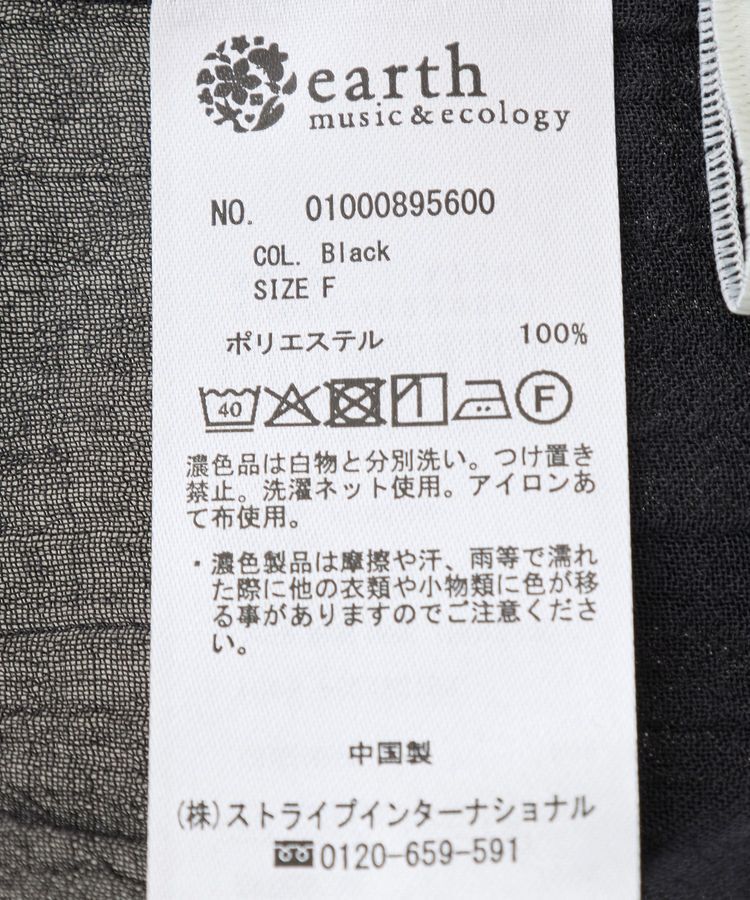 earth
music & ecology
NO. 01000895600
COL. Black
SIZE F
ポリエステル 100%
40 F
濃色品は白物と分別洗い。つけ置き
禁止。洗濯ネット使用。アイロンあ
て布使用。
・濃色製品は摩擦や汗、雨等で濡れ
た際に他の衣類や小物類に色が移
る事がありますのでご注意くださ
い。
中国製
(株)ストライプインターナショナル
0120-659-591